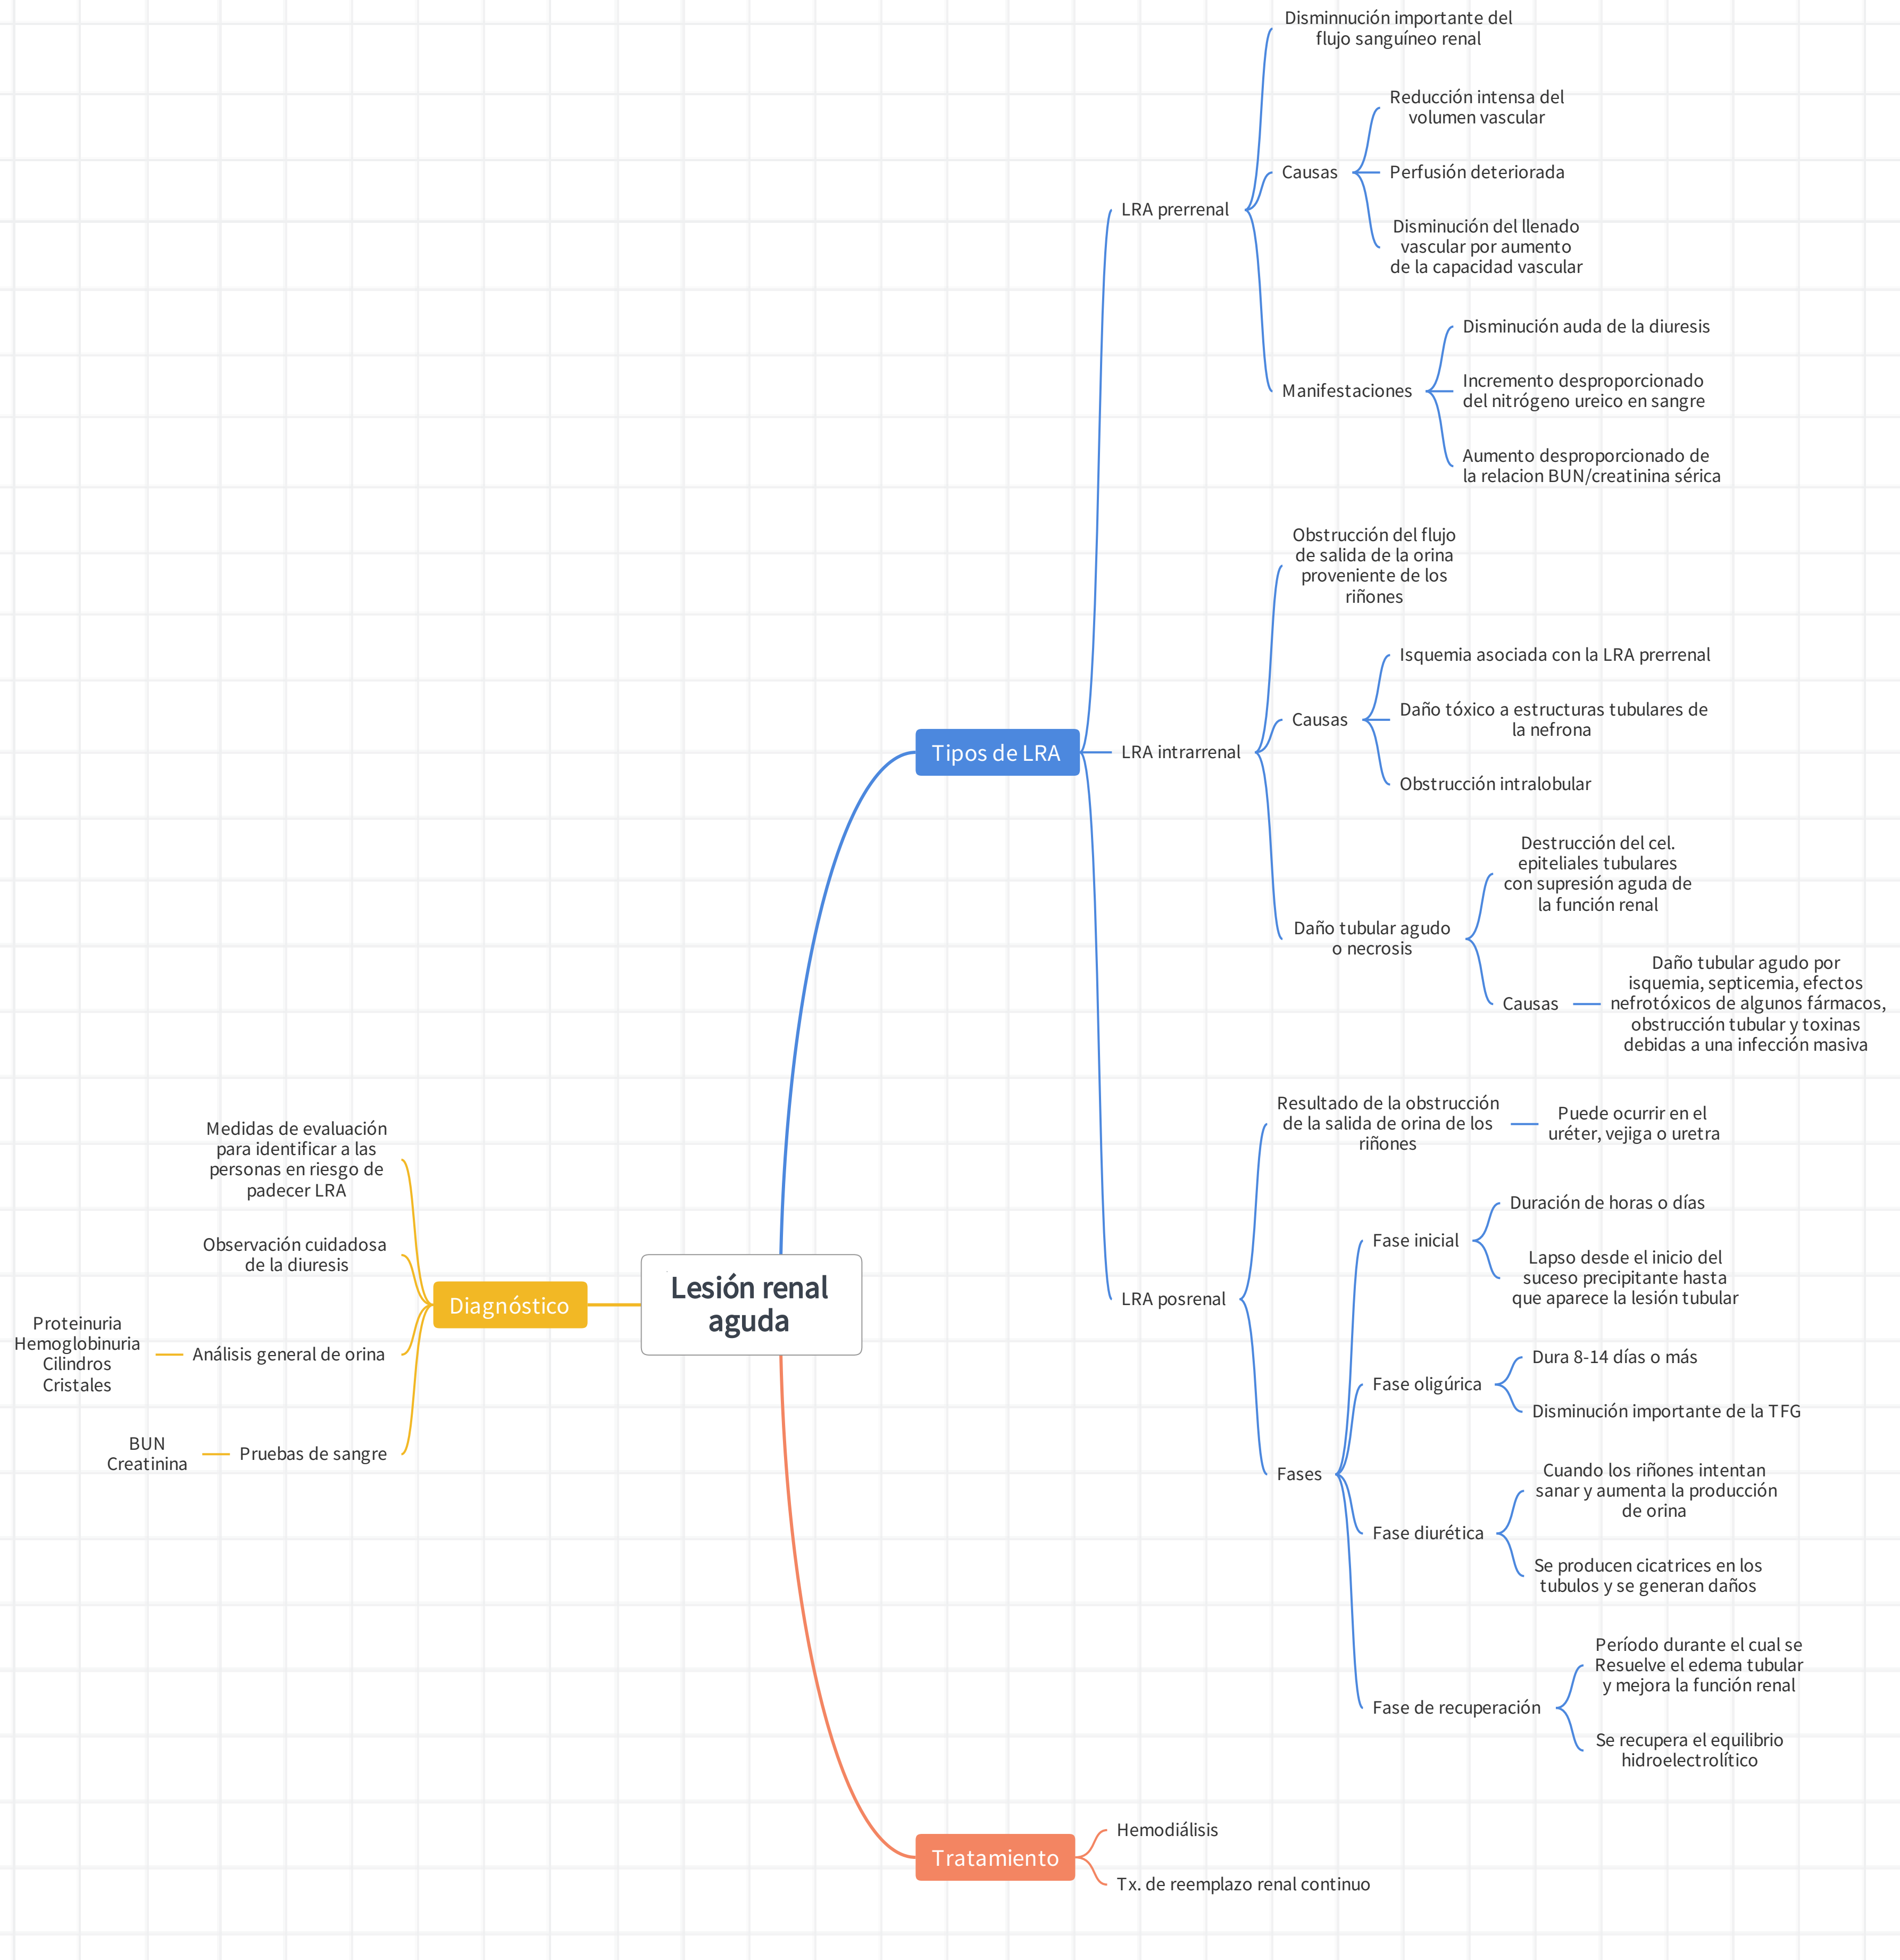 Lesión renal
aguda
Tipos de LRA
LRA prerrenal
Disminnución importante del
flujo sanguíneo renal
Causas
Reducción intensa del
volumen vascular
Perfusión deteriorada
Disminución del llenado
vascular por aumento
de la capacidad vascular
Manifestaciones
Disminución auda de la diuresis
Incremento desproporcionado
del nitrógeno ureico en sangre
Aumento desproporcionado de
la relacion BUN/creatinina sérica
LRA intrarrenal
Obstrucción del flujo
de salida de la orina
proveniente de los
riñones
Causas
Isquemia asociada con la LRA prerrenal
Daño tóxico a estructuras tubulares de
la nefrona
Obstrucción intralobular
Daño tubular agudo
o necrosis
Destrucción del cel.
epiteliales tubulares
con supresión aguda de
la función renal
Causas
Daño tubular agudo por
isquemia, septicemia, efectos
nefrotóxicos de algunos fármacos,
obstrucción tubular y toxinas
debidas a una infección masiva
LRA posrenal
Resultado de la obstrucción
de la salida de orina de los
riñones
Puede ocurrir en el
uréter, vejiga o uretra
Fases
Fase inicial
Duración de horas o días
Lapso desde el inicio del
suceso precipitante hasta
que aparece la lesión tubular
Fase oligúrica
Dura 8-14 días o más
Disminución importante de la TFG
Fase diurética
Cuando los riñones intentan
sanar y aumenta la producción
de orina
Se producen cicatrices en los
tubulos y se generan daños
Fase de recuperación
Período durante el cual se
Resuelve el edema tubular
y mejora la función renal
Se recupera el equilibrio
hidroelectrolítico
Tratamiento
Hemodiálisis
Tx. de reemplazo renal continuo
Diagnóstico
Medidas de evaluación
para identificar a las
personas en riesgo de
padecer LRA
Observación cuidadosa
de la diuresis
Análisis general de orina
Proteinuria
Hemoglobinuria
Cilindros
Cristales
Pruebas de sangre
BUN
Creatinina